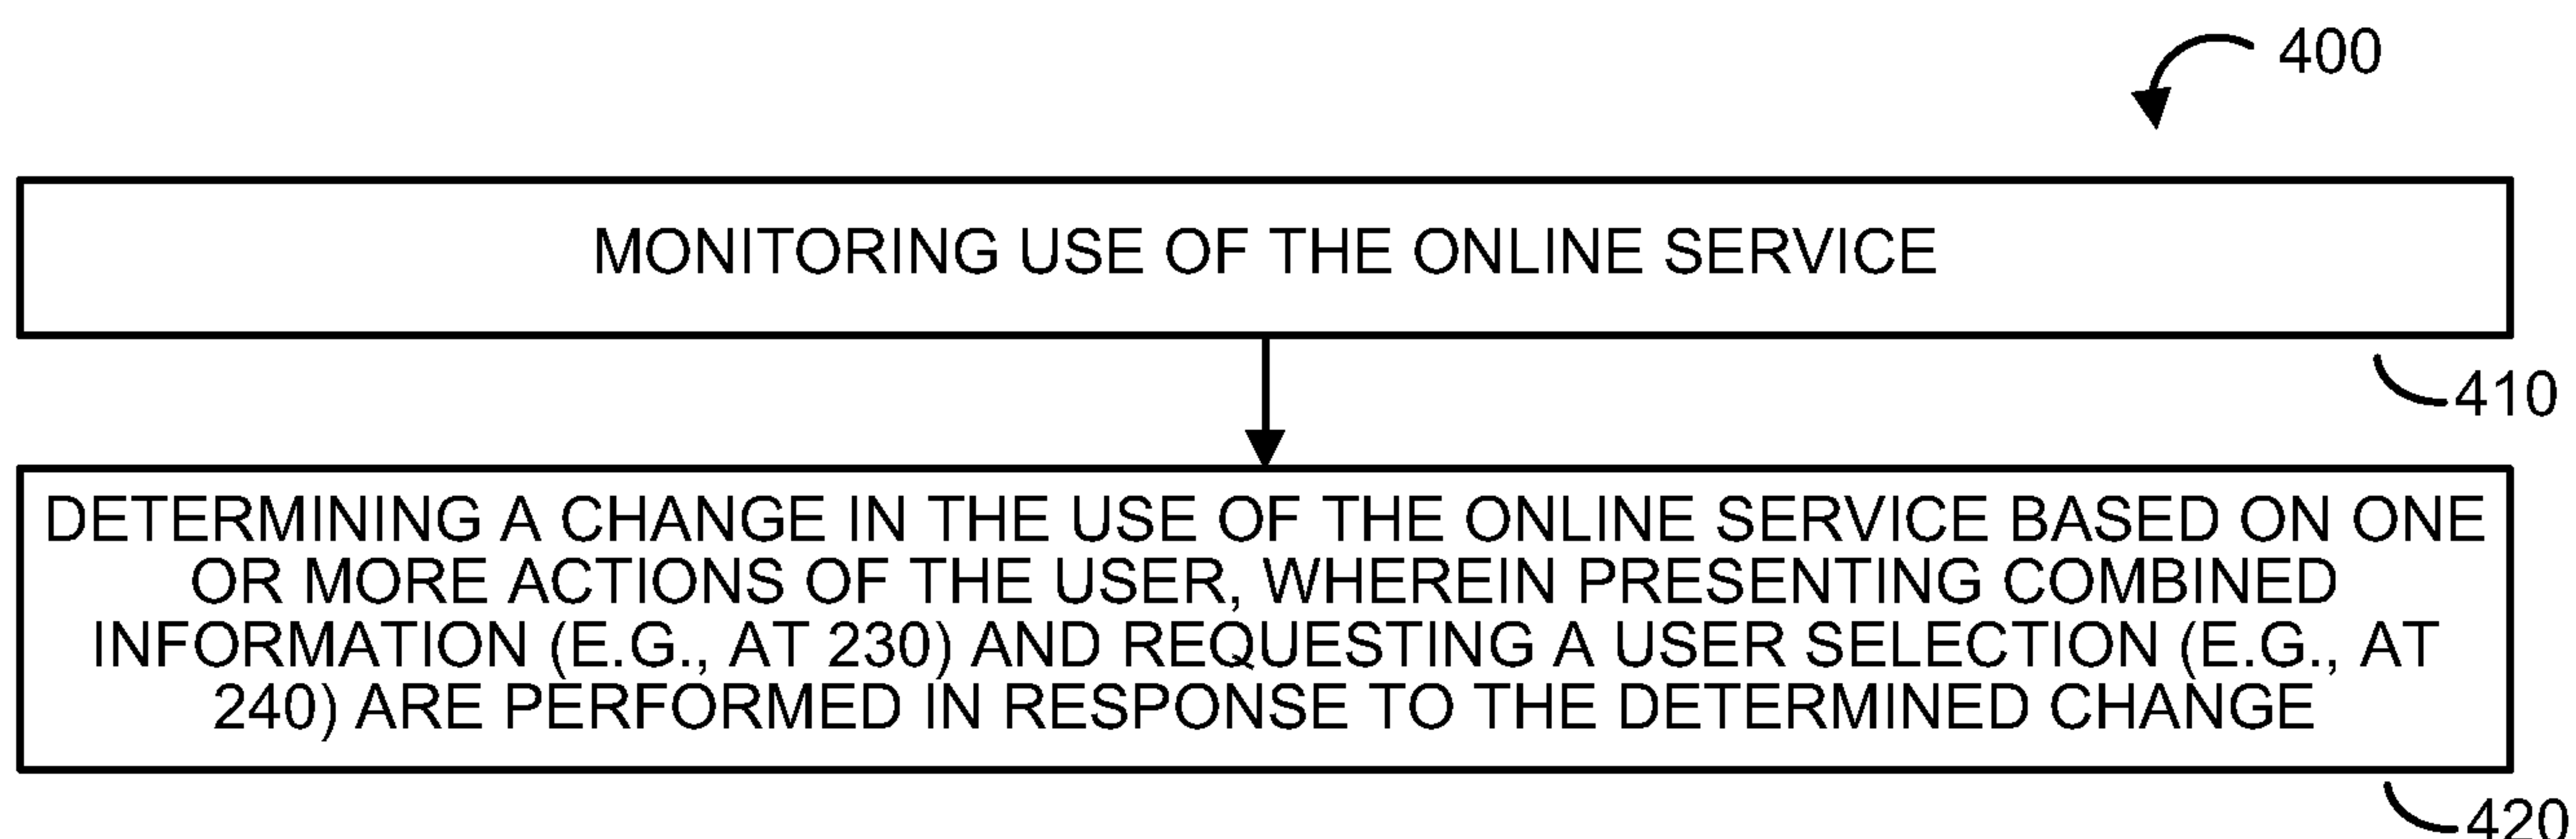 400
MONITORING USE OF THE ONLINE SERVICE
410
DETERMINING A CHANGE IN THE USE OF THE ONLINE SERVICE BASED ON ONE
OR MORE ACTIONS OF THE USER, WHEREIN PRESENTING COMBINED
INFORMATION (E.G., AT 230) AND REQUESTING A USER SELECTION (E.G., AT
240) ARE PERFORMED IN RESPONSE TO THE DETERMINED CHANGE
420